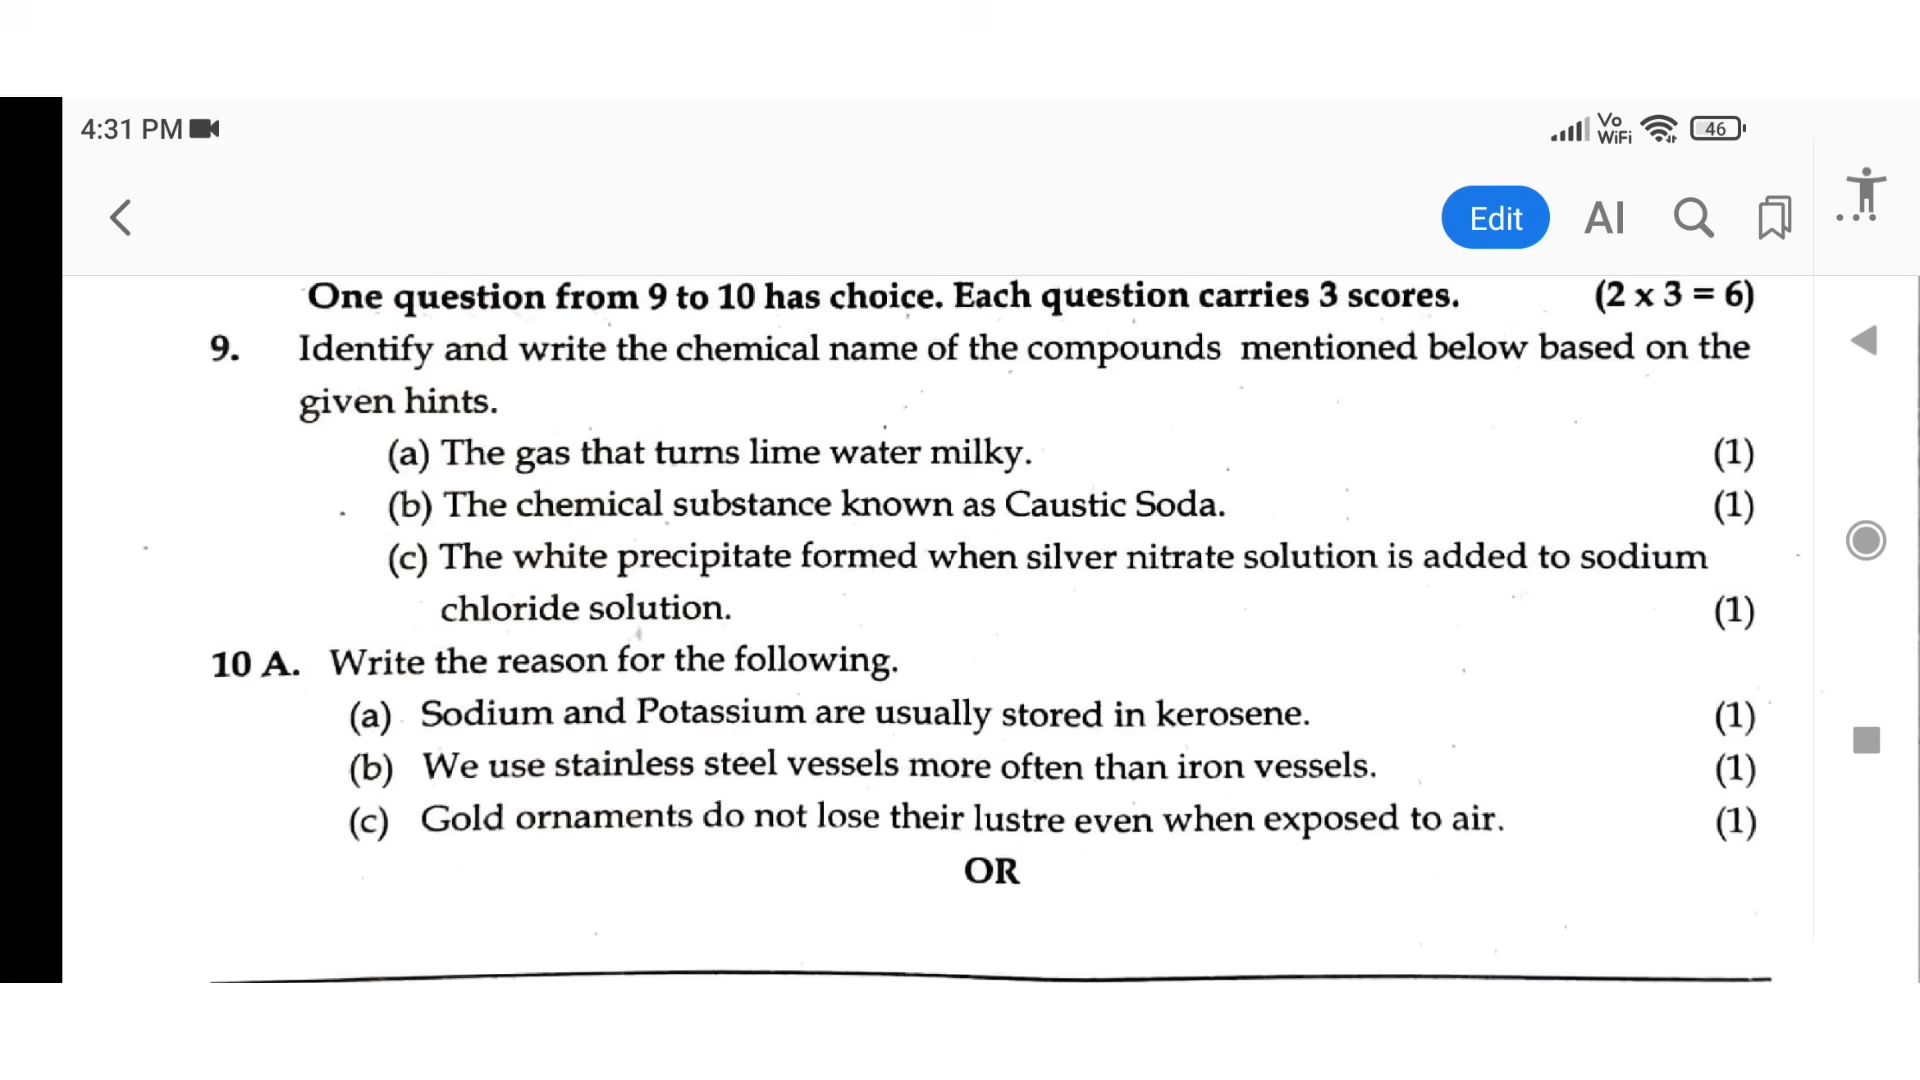 4:31 PM
Vo
WiFi
46
Edit AI
One question from 9 to 10 has choice. Each question carries 3 scores. (2 x 3 = 6)
9. Identify and write the chemical name of the compounds mentioned below based on the
given hints.
(a) The gas that turns lime water milky. (1)
(b) The chemical substance known as Caustic Soda. (1)
(c) The white precipitate formed when silver nitrate solution is added to sodium
chloride solution. (1)
10 A. Write the reason for the following.
(a) Sodium and Potassium are usually stored in kerosene. (1)
(b) We use stainless steel vessels more often than iron vessels. (1)
(c) Gold ornaments do not lose their lustre even when exposed to air. (1)
OR